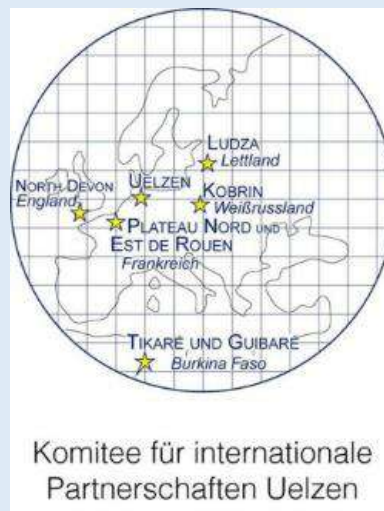 LUDZA
Lettland
NORTH DEVON
England
UELZEN
KOBRIN
Weißrussland
PLATEAU NORD UND
EST DE ROUEN
Frankreich
TIKARE UND GUIBARE
Burkina Faso
Komitee für internationale
Partnerschaften Uelzen